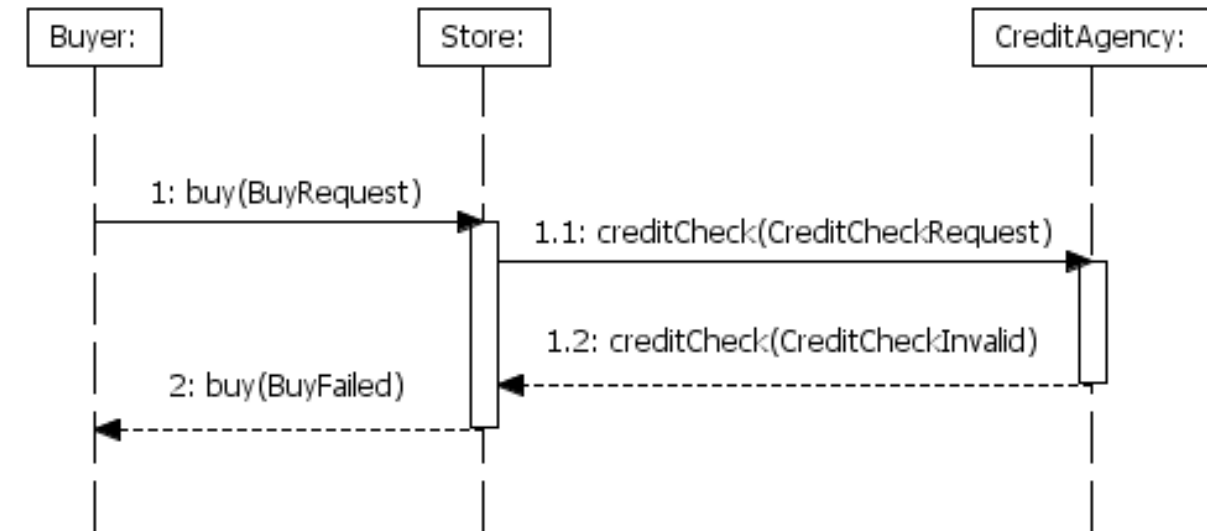 Buyer:
Store:
CreditAgency:
1: buy(BuyRequest)
1.1: creditCheck(CreditCheckRequest)
1.2: creditCheck(CreditCheckInvalid)
2: buy(BuyFailed)